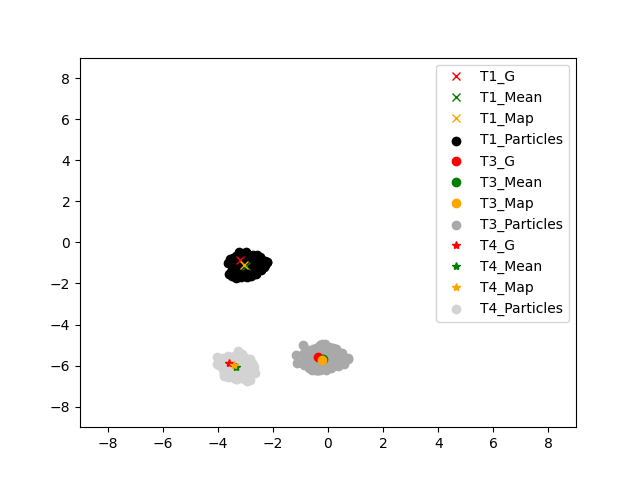 8
6
4
2
0
−2
−4
−6
−8
−8
−6
−4
−2
0
2
4
6
8
T1_G
T1_Mean
T1_Map
T1_Particles
T3_G
T3_Mean
T3_Map
T3_Particles
T4_G
T4_Mean
T4_Map
T4_Particles